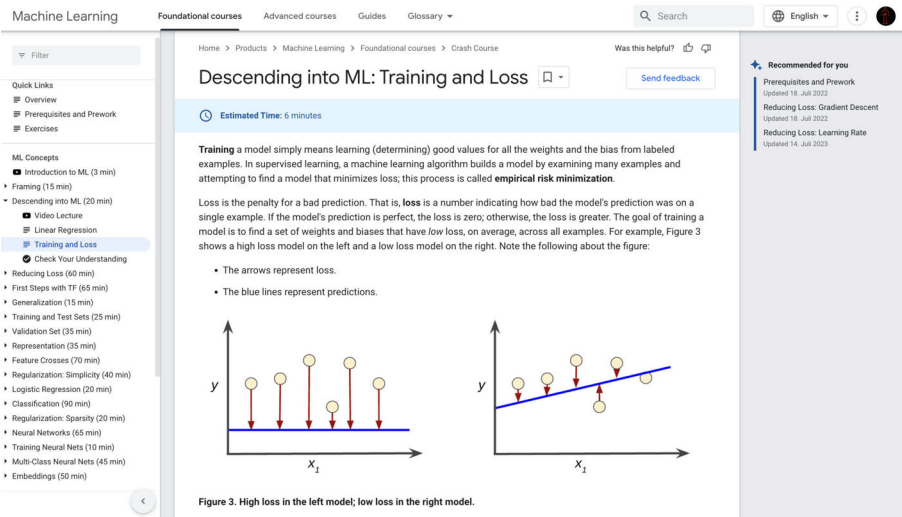 Machine Learning
Foundational courses
Advanced courses
Guides
Glossary
Search
English
Filter
Quick Links
Overview
Prerequisites and Prework
Exercises
ML Concepts
Introduction to ML (3 min)
Framing (15 min)
Descending into ML (20 min)
Video Lecture
Linear Regression
Training and Loss
Check Your Understanding
Reducing Loss (60 min)
First Steps with TF (65 min)
Generalization (15 min)
Training and Test Sets (25 min)
Validation Set (35 min)
Representation (35 min)
Feature Crosses (70 min)
Regularization: Simplicity (40 min)
Logistic Regression (20 min)
Classification (90 min)
Regularization: Sparsity (20 min)
Neural Networks (65 min)
Training Neural Nets (10 min)
Multi-Class Neural Nets (45 min)
Embeddings (50 min)
Home > Products > Machine Learning > Foundational courses > Crash Course
Was this helpful?
Descending into ML: Training and Loss
Send feedback
Estimated Time: 6 minutes
Training a model simply means learning (determining) good values for all the weights and the bias from labeled
examples. In supervised learning, a machine learning algorithm builds a model by examining many examples and
attempting to find a model that minimizes loss; this process is called empirical risk minimization.
Loss is the penalty for a bad prediction. That is, loss is a number indicating how bad the model's prediction was on a
single example. If the model's prediction is perfect, the loss is zero; otherwise, the loss is greater. The goal of training a
model is to find a set of weights and biases that have low loss, on average, across all examples. For example, Figure 3
shows a high loss model on the left and a low loss model on the right. Note the following about the figure:
• The arrows represent loss.
• The blue lines represent predictions.
y
x1
y
x1
Figure 3. High loss in the left model; low loss in the right model.
Recommended for you
Prerequisites and Prework
Updated 18. Juli 2022
Reducing Loss: Gradient Descent
Updated 18. Juli 2022
Reducing Loss: Learning Rate
Updated 14. Juli 2023